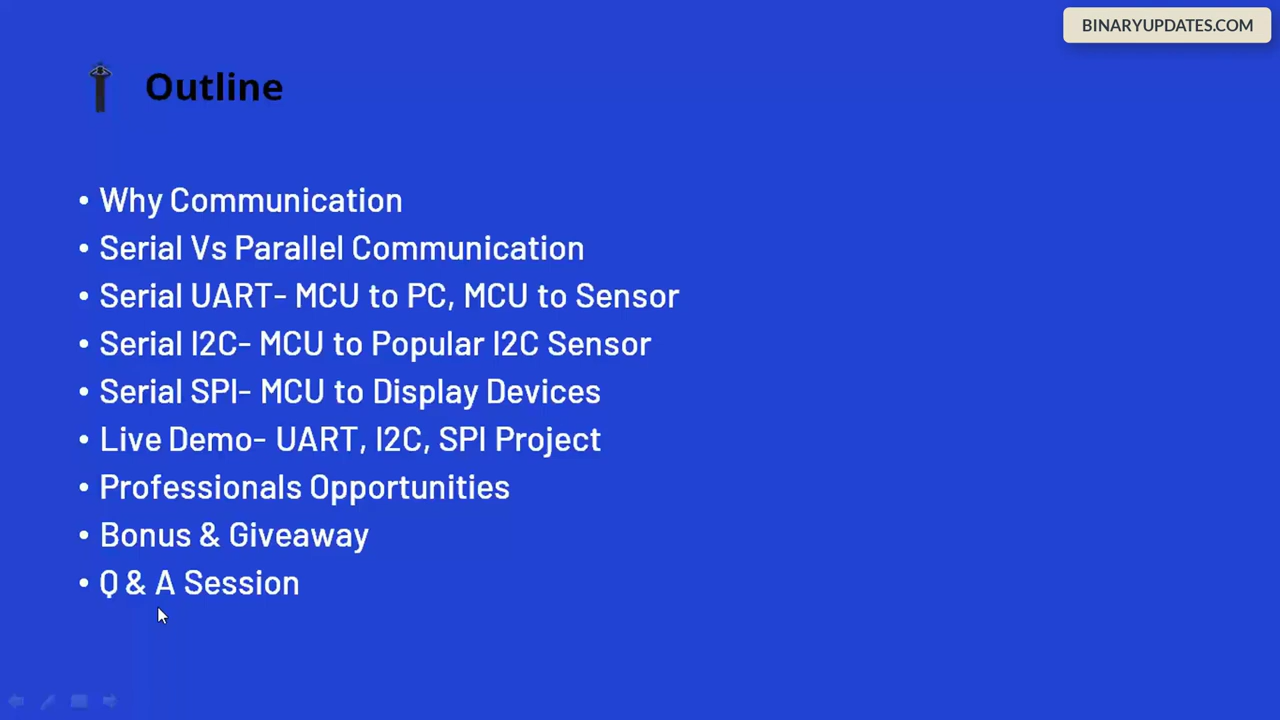 BINARYUPDATES.COM
Outline
• Why Communication
• Serial Vs Parallel Communication
• Serial UART- MCU to PC, MCU to Sensor
• Serial I2C- MCU to Popular I2C Sensor
• Serial SPI- MCU to Display Devices
• Live Demo- UART, I2C, SPI Project
• Professionals Opportunities
• Bonus & Giveaway
• Q & A Session